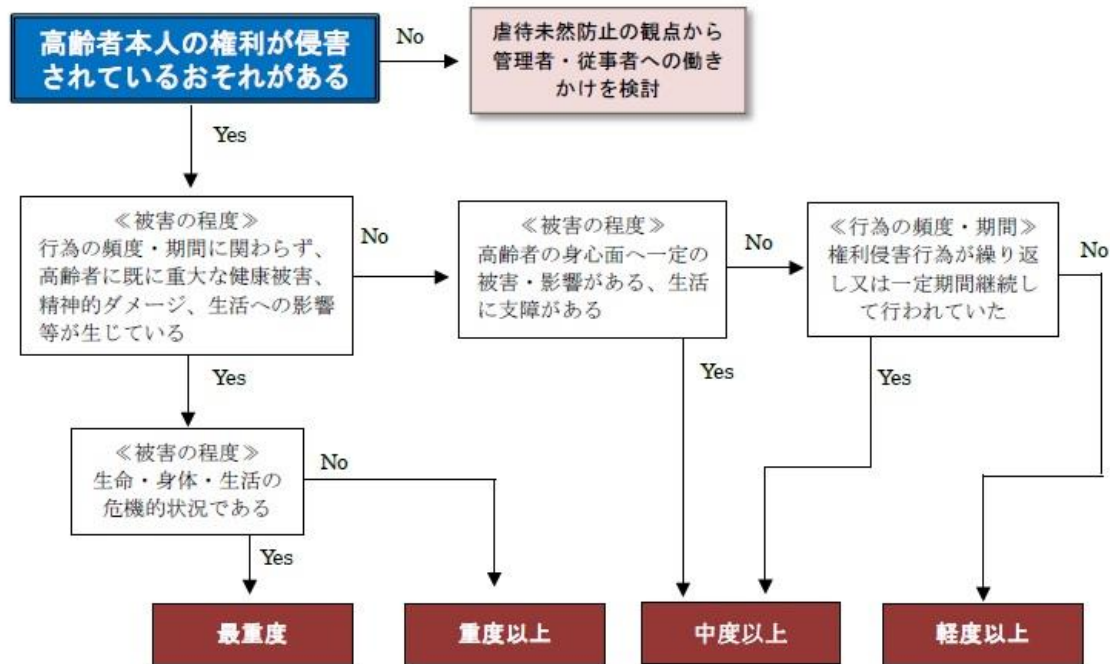 高齢者本人の権利が侵害
されているおそれがある
No
虐待未然防止の観点から
管理者・従事者への働き
かけを検討
Yes
≪被害の程度≫
行為の頻度・期間に関わらず、
高齢者に既に重大な健康被害、
精神的ダメージ、生活への影響
等が生じている
No
≪被害の程度≫
高齢者の身心面へ一定の
被害・影響がある、生活
に支障がある
No
≪行為の頻度・期間≫
権利侵害行為が繰り返
し又は一定期間継続し
て行われていた
No
Yes
Yes
Yes
≪被害の程度≫
生命・身体・生活の
危機的状況である
No
Yes
最重度
重度以上
中度以上
軽度以上